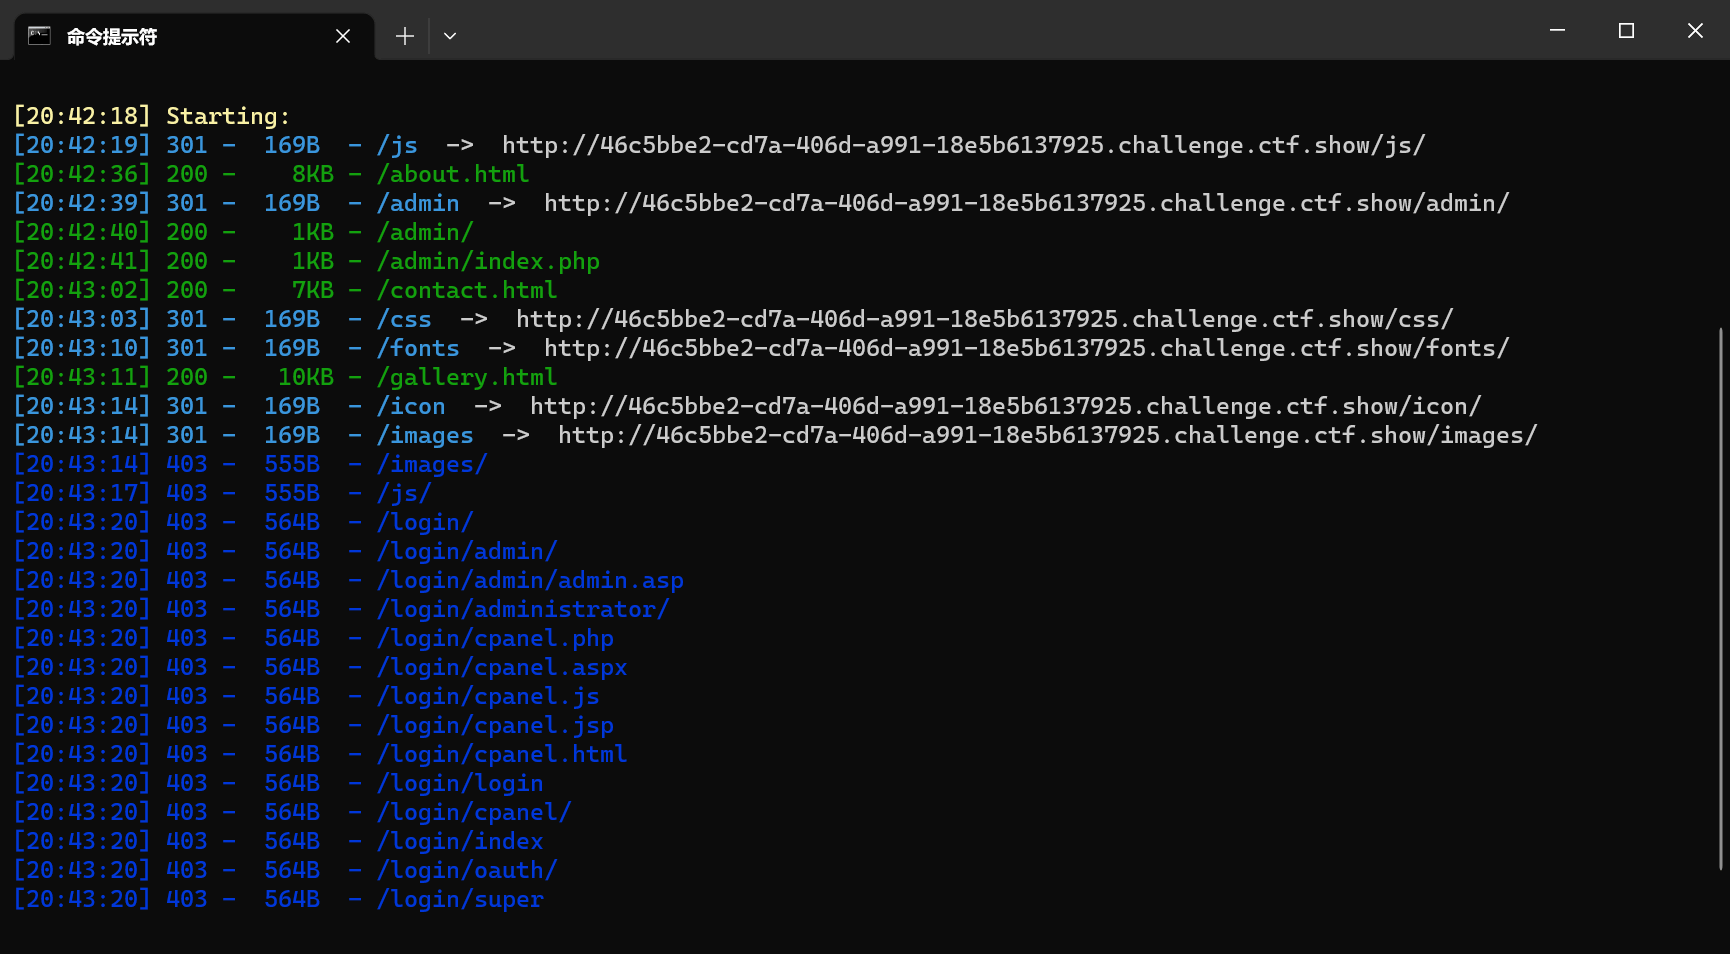 命令提示符
[20:42:18] Starting:
[20:42:19] 301 -  169B  - /js  ->  http://46c5bbe2-cd7a-406d-a991-18e5b6137925.challenge.ctf.show/js/
[20:42:36] 200 -    8KB - /about.html
[20:42:39] 301 -  169B  - /admin  ->  http://46c5bbe2-cd7a-406d-a991-18e5b6137925.challenge.ctf.show/admin/
[20:42:40] 200 -    1KB - /admin/
[20:42:41] 200 -    1KB - /admin/index.php
[20:43:02] 200 -    7KB - /contact.html
[20:43:03] 301 -  169B  - /css  ->  http://46c5bbe2-cd7a-406d-a991-18e5b6137925.challenge.ctf.show/css/
[20:43:10] 301 -  169B  - /fonts  ->  http://46c5bbe2-cd7a-406d-a991-18e5b6137925.challenge.ctf.show/fonts/
[20:43:11] 200 -   10KB - /gallery.html
[20:43:14] 301 -  169B  - /icon  ->  http://46c5bbe2-cd7a-406d-a991-18e5b6137925.challenge.ctf.show/icon/
[20:43:14] 301 -  169B  - /images  ->  http://46c5bbe2-cd7a-406d-a991-18e5b6137925.challenge.ctf.show/images/
[20:43:14] 403 -  555B  - /images/
[20:43:17] 403 -  555B  - /js/
[20:43:20] 403 -  564B  - /login/
[20:43:20] 403 -  564B  - /login/admin/
[20:43:20] 403 -  564B  - /login/admin/admin.asp
[20:43:20] 403 -  564B  - /login/administrator/
[20:43:20] 403 -  564B  - /login/cpanel.php
[20:43:20] 403 -  564B  - /login/cpanel.aspx
[20:43:20] 403 -  564B  - /login/cpanel.js
[20:43:20] 403 -  564B  - /login/cpanel.jsp
[20:43:20] 403 -  564B  - /login/cpanel.html
[20:43:20] 403 -  564B  - /login/login
[20:43:20] 403 -  564B  - /login/cpanel/
[20:43:20] 403 -  564B  - /login/index
[20:43:20] 403 -  564B  - /login/oauth/
[20:43:20] 403 -  564B  - /login/super